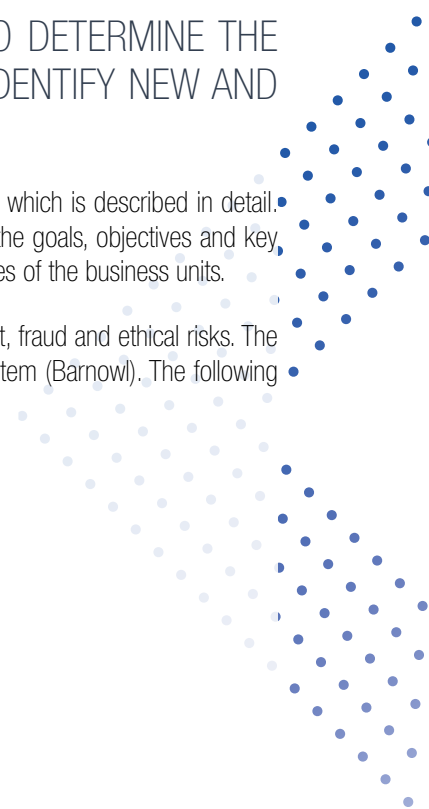 DETERMINE THE
DENTIFY NEW AND
which is described in detail.
the goals, objectives and key
es of the business units.
t, fraud and ethical risks. The
tem (Barnowl). The following